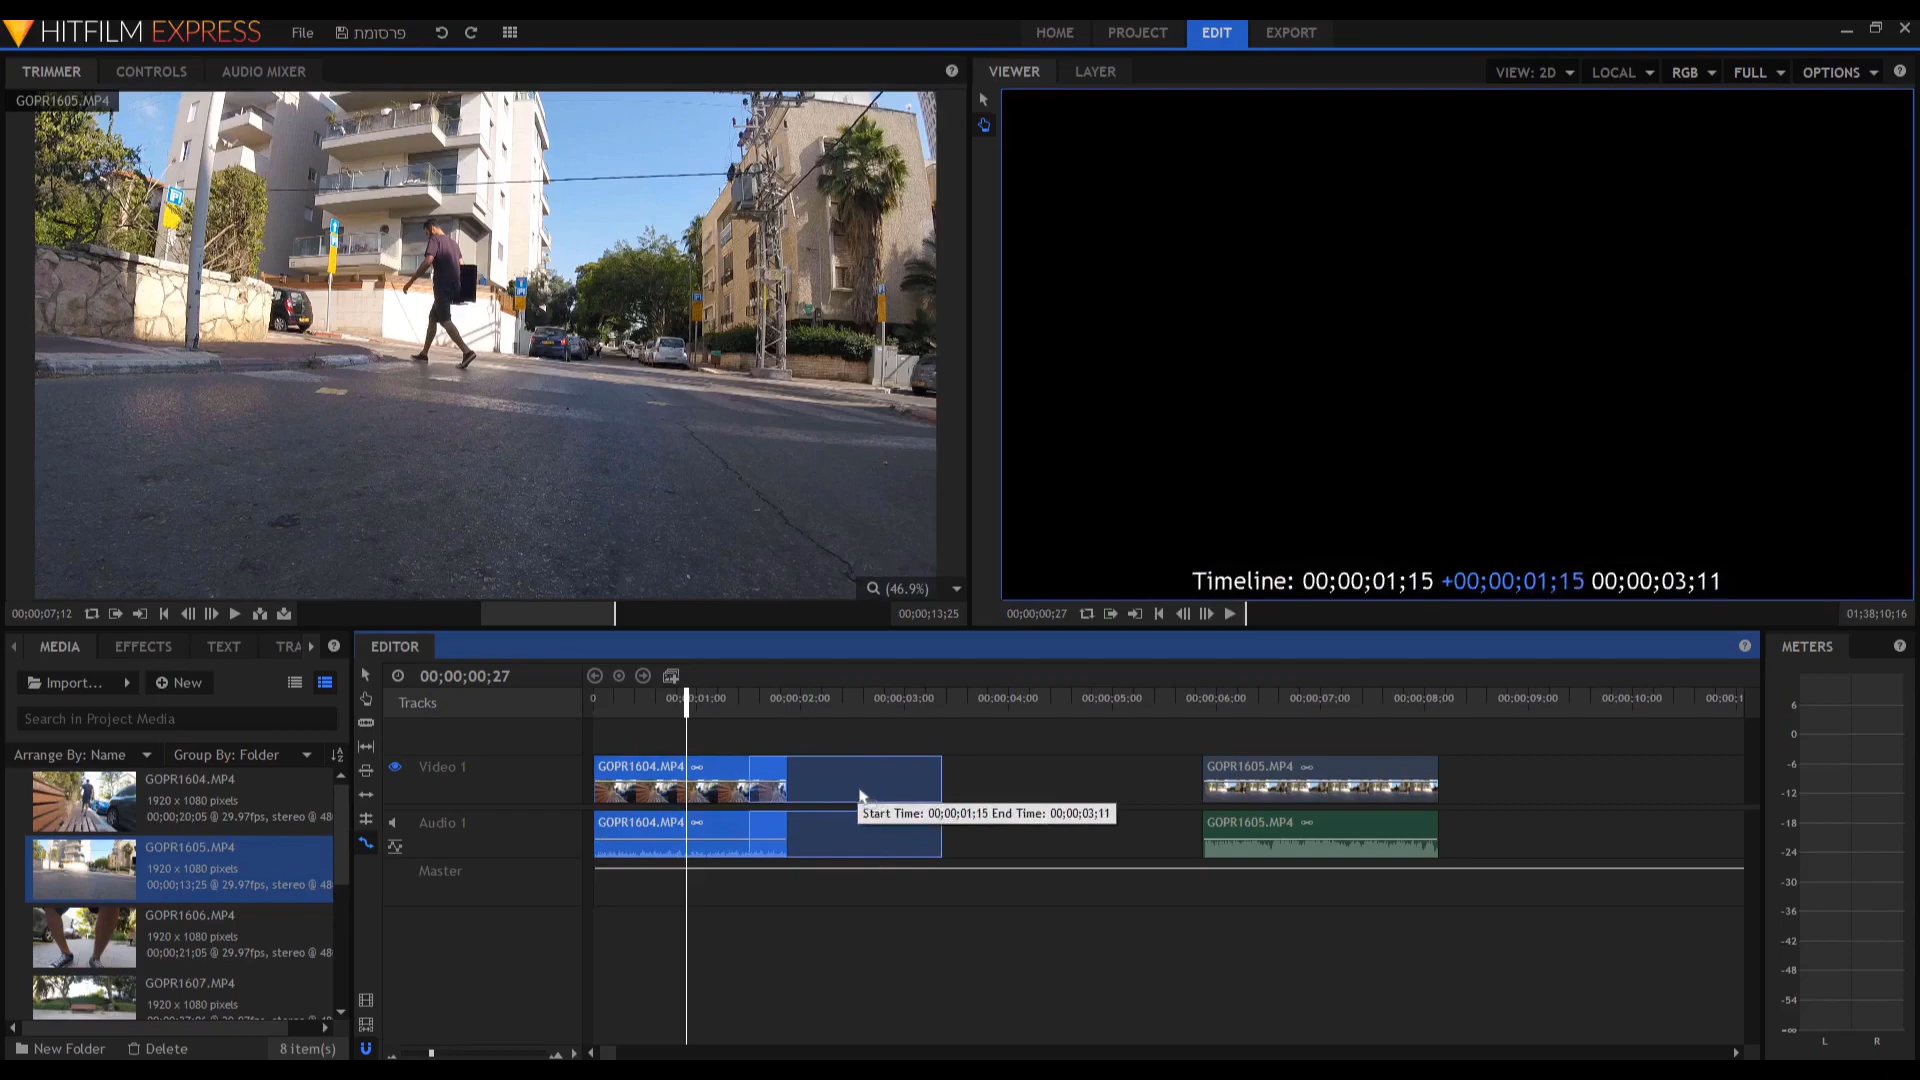 HITFILM EXPRESS
File
פרסומת
HOME
PROJECT
EDIT
EXPORT
TRIMMER
CONTROLS
AUDIO MIXER
VIEWER
LAYER
VIEW: 2D
LOCAL
RGB
FULL
OPTIONS
GOPR1605.MP4
(46.9%)
Timeline: 00;00;01;15 +00;00;01;15 00;00;03;11
00;00;07;12
00;00;13;25
00;00;00;27
01;38;10;16
MEDIA
EFFECTS
TEXT
TRA
EDITOR
METERS
Import...
New
00;00;00;27
Search in Project Media
Tracks
0
00;00;01;00
00;00;02;00
00;00;03;00
00;00;04;00
00;00;05;00
00;00;06;00
00;00;07;00
00;00;08;00
00;00;09;00
00;00;10;00
00;00;1
Arrange By: Name
Group By: Folder
GOPR1604.MP4
1920 x 1080 pixels
00;00;20;05 @ 29.97fps, stereo @ 48
GOPR1605.MP4
1920 x 1080 pixels
00;00;13;25 @ 29.97fps, stereo @ 48
GOPR1606.MP4
1920 x 1080 pixels
00;00;21;05 @ 29.97fps, stereo @ 48
GOPR1607.MP4
1920 x 1080 pixels
New Folder
Delete
8 item(s)
Video 1
GOPR1604.MP4
GOPR1605.MP4
Start Time: 00;00;01;15 End Time: 00;00;03;11
Audio 1
GOPR1604.MP4
GOPR1605.MP4
Master
6
0
-6
-12
-18
-24
-30
-36
-42
-48
-54
-∞
L
R